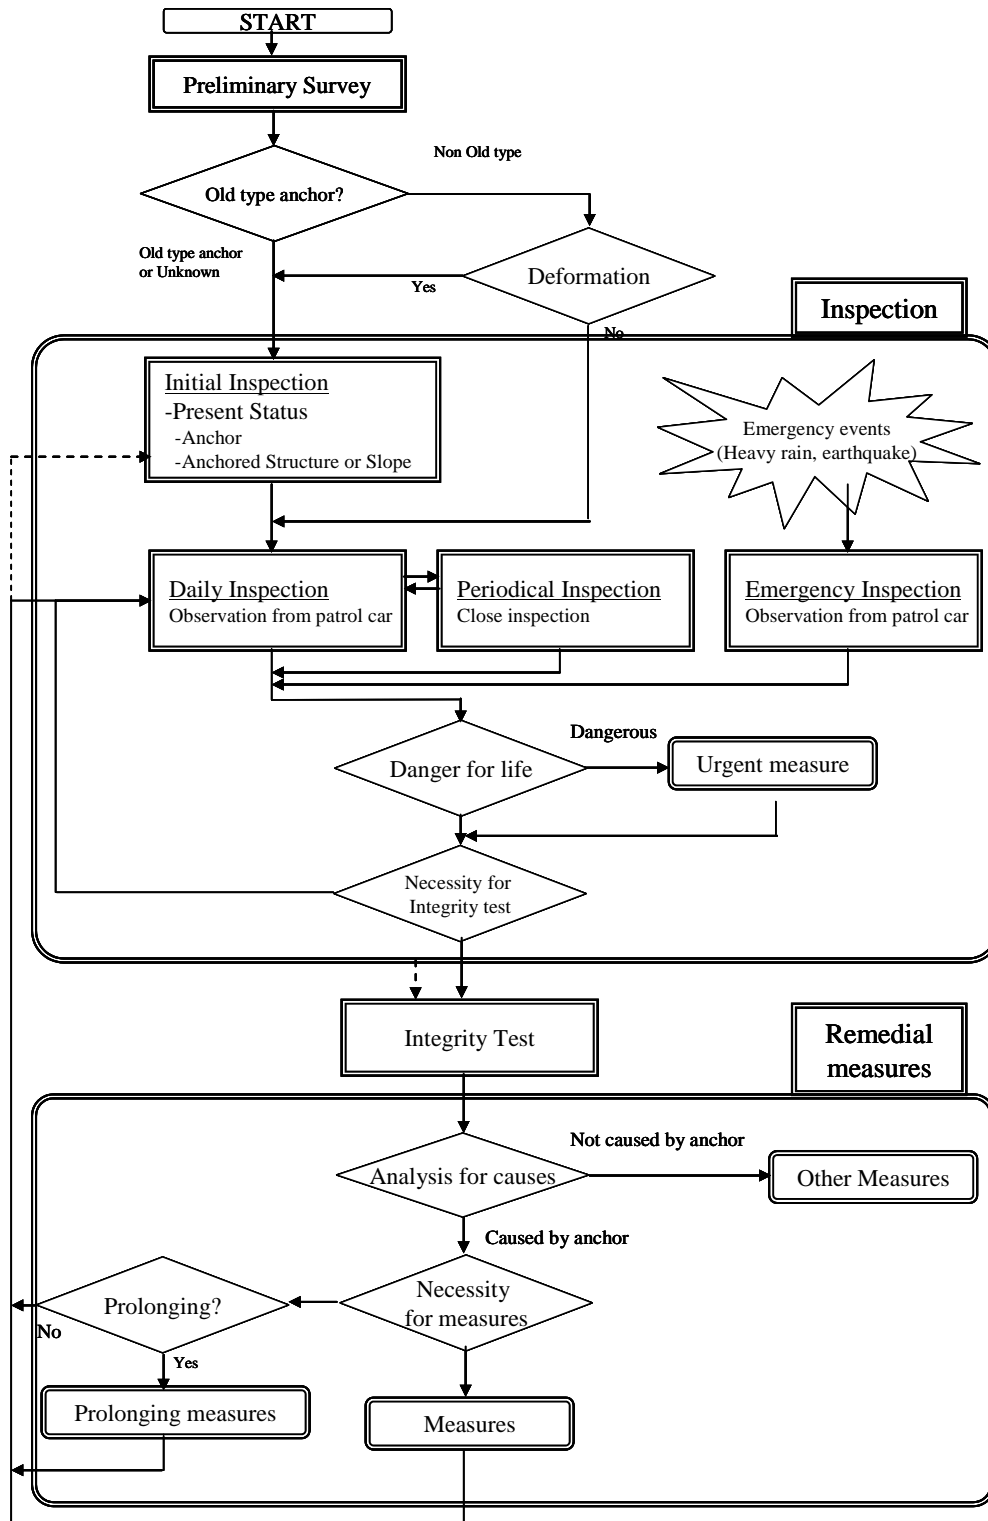 START
Preliminary Survey
Non Old type
Old type anchor?
Old type anchor
or Unknown
Deformation
Yes
No
Inspection
Initial Inspection
-Present Status
-Anchor
-Anchored Structure or Slope
Emergency events
(Heavy rain, earthquake)
Daily Inspection
Observation from patrol car
Periodical Inspection
Close inspection
Emergency Inspection
Observation from patrol car
Dangerous
Danger for life
Urgent measure
Necessity for
Integrity test
Integrity Test
Remedial
measures
Not caused by anchor
Analysis for causes
Other Measures
Caused by anchor
Necessity
for measures
Prolonging?
No
Yes
Prolonging measures
Measures